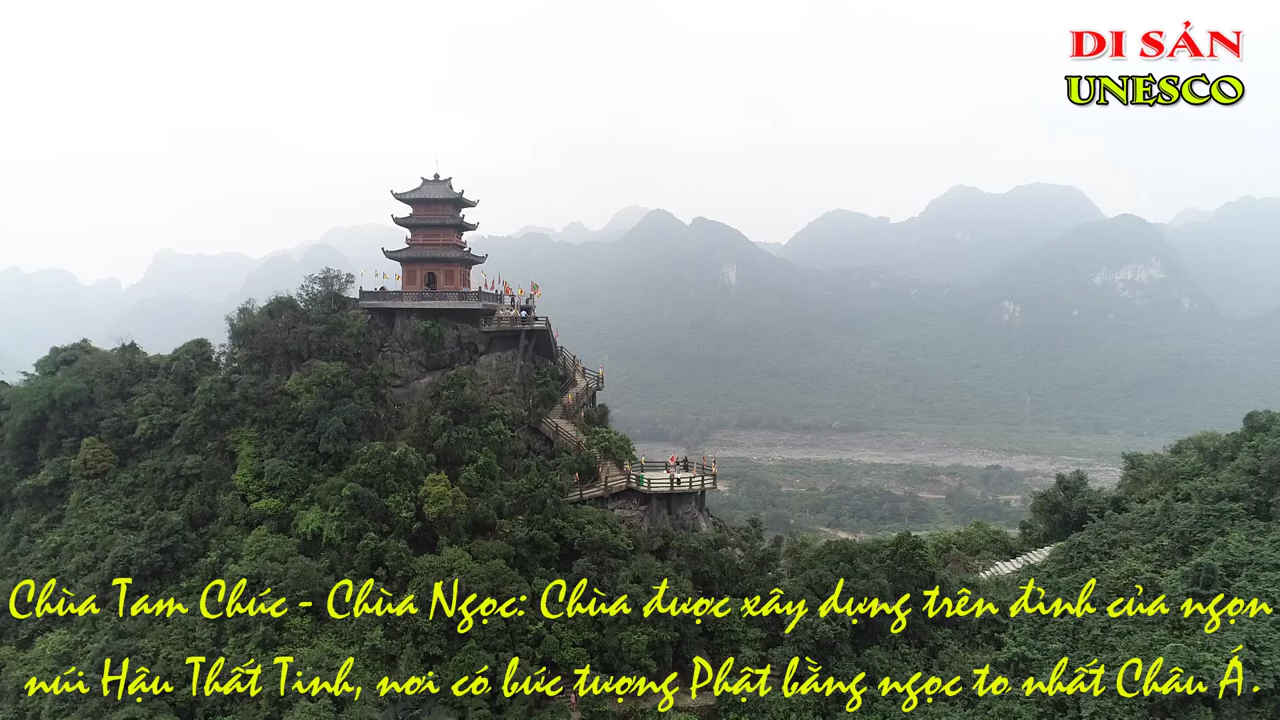 DI SẢN
UNESCO
Chùa Tam Chúc - Chùa Ngọc: Chùa được xây dựng trên đỉnh của ngọn
núi Hậu Thất Tinh, nơi có bức tượng Phật bằng ngọc to nhất Châu Á.